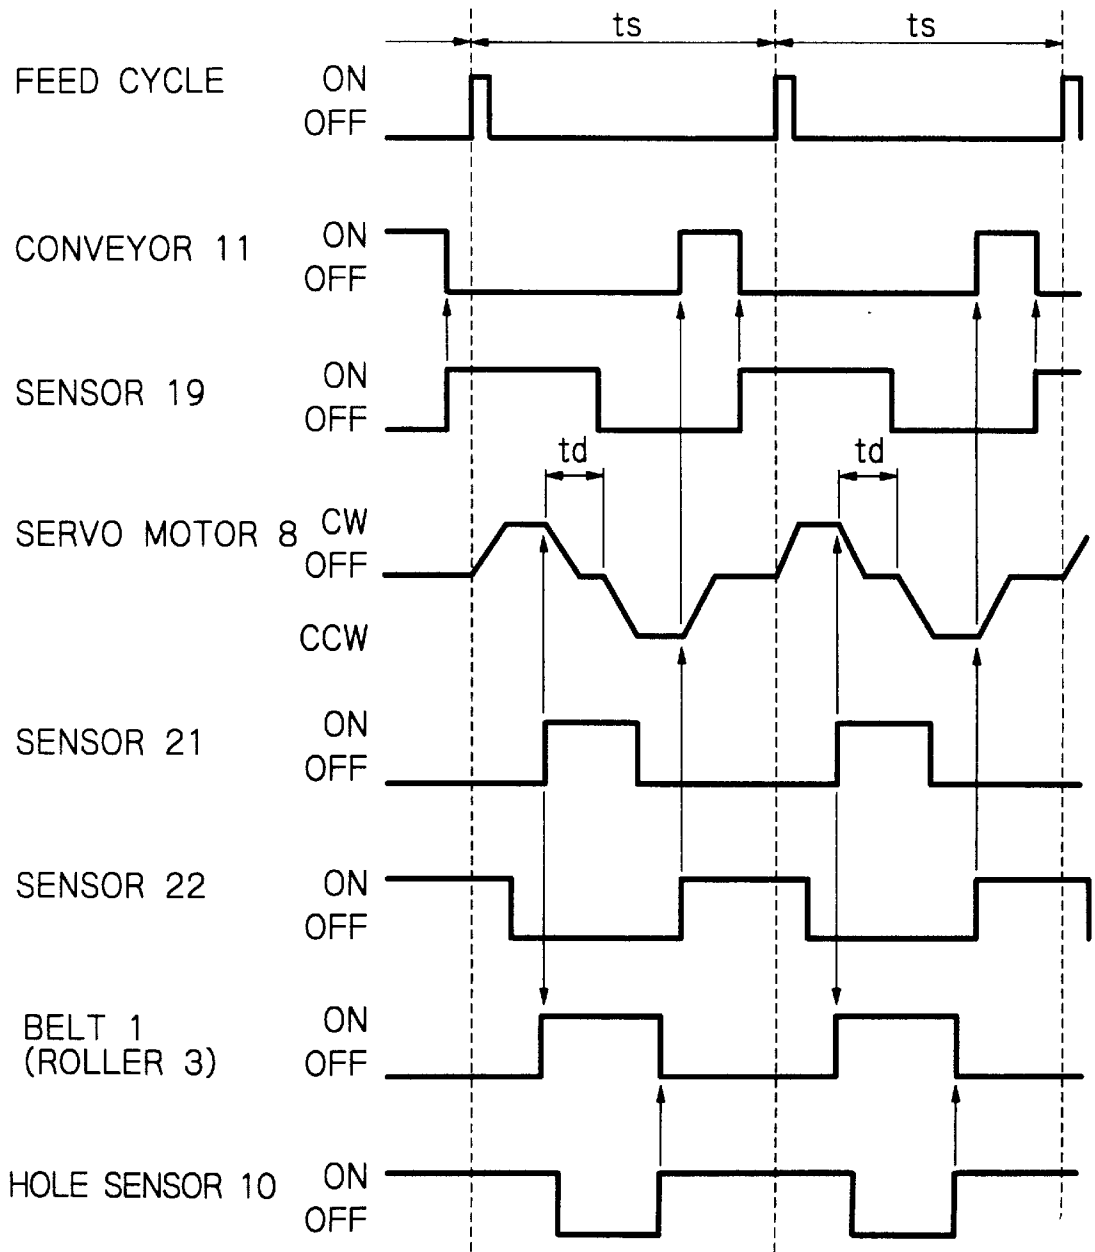 ts ts
FEED CYCLE ON
OFF
CONVEYOR 11 ON
OFF
SENSOR 19 ON
OFF
td td
SERVO MOTOR 8 CW
OFF
CCW
SENSOR 21 ON
OFF
SENSOR 22 ON
OFF
BELT 1 ON
(ROLLER 3) OFF
HOLE SENSOR 10 ON
OFF